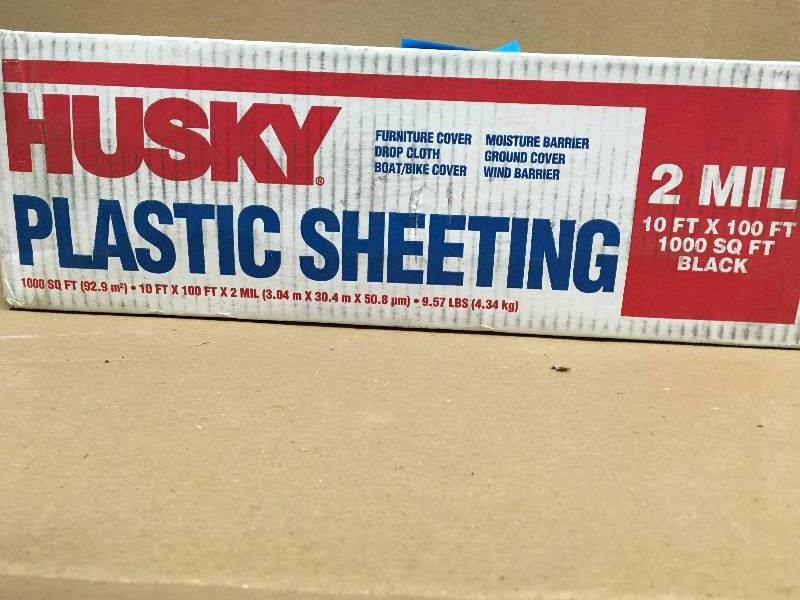 HUSKY®
FURNITURE COVER
DROP CLOTH
BOAT/BIKE COVER
MOISTURE BARRIER
GROUND COVER
WIND BARRIER
PLASTIC SHEETING
1000 SQ FT (92.9 m²) • 10 FT X 100 FT X 2 MIL (3.04 m X 30.4 m X 50.8 µm) • 9.57 LBS (4.34 kg)
2 MIL
10 FT X 100 FT
1000 SQ FT
BLACK